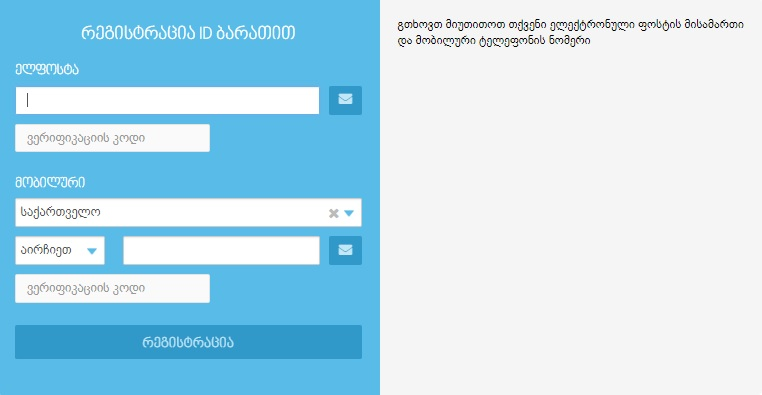 რეგისტრაცია ID ბარათით
ელფოსტა
ვერიფიკაციის კოდი
მობილური
საქართველო
აირჩიეთ
ვერიფიკაციის კოდი
რეგისტრაცია
გთხოვთ მიუთითოთ თქვენი ელექტრონული ფოსტის მისამართი
და მობილური ტელეფონის ნომერი